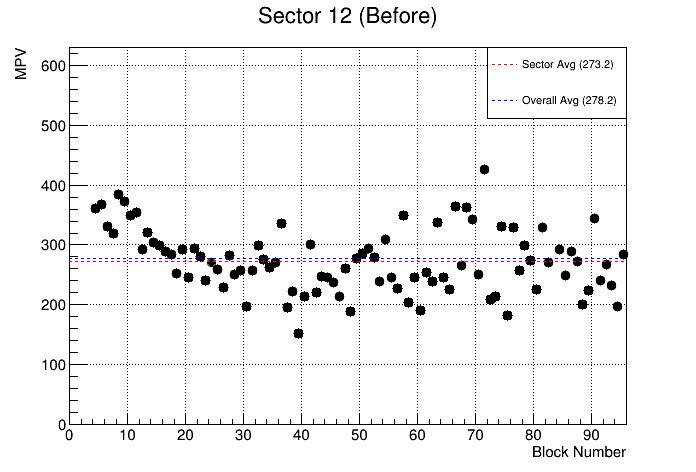 Sector 12 (Before)
MPV
600
500
400
300
200
100
0
0 10 20 30 40 50 60 70 80 90
Block Number
Sector Avg (273.2)
Overall Avg (278.2)